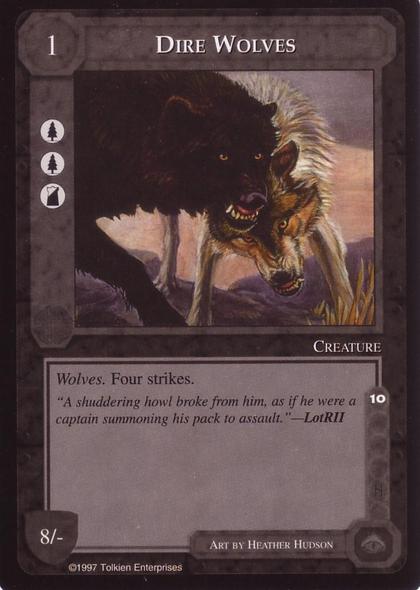 1
DIRE WOLVES
CREATURE
Wolves. Four strikes.
“A shuddering howl broke from him, as if he were a
captain summoning his pack to assault.”—LotRII
10
8/-
ART BY HEATHER HUDSON
©1997 Tolkien Enterprises